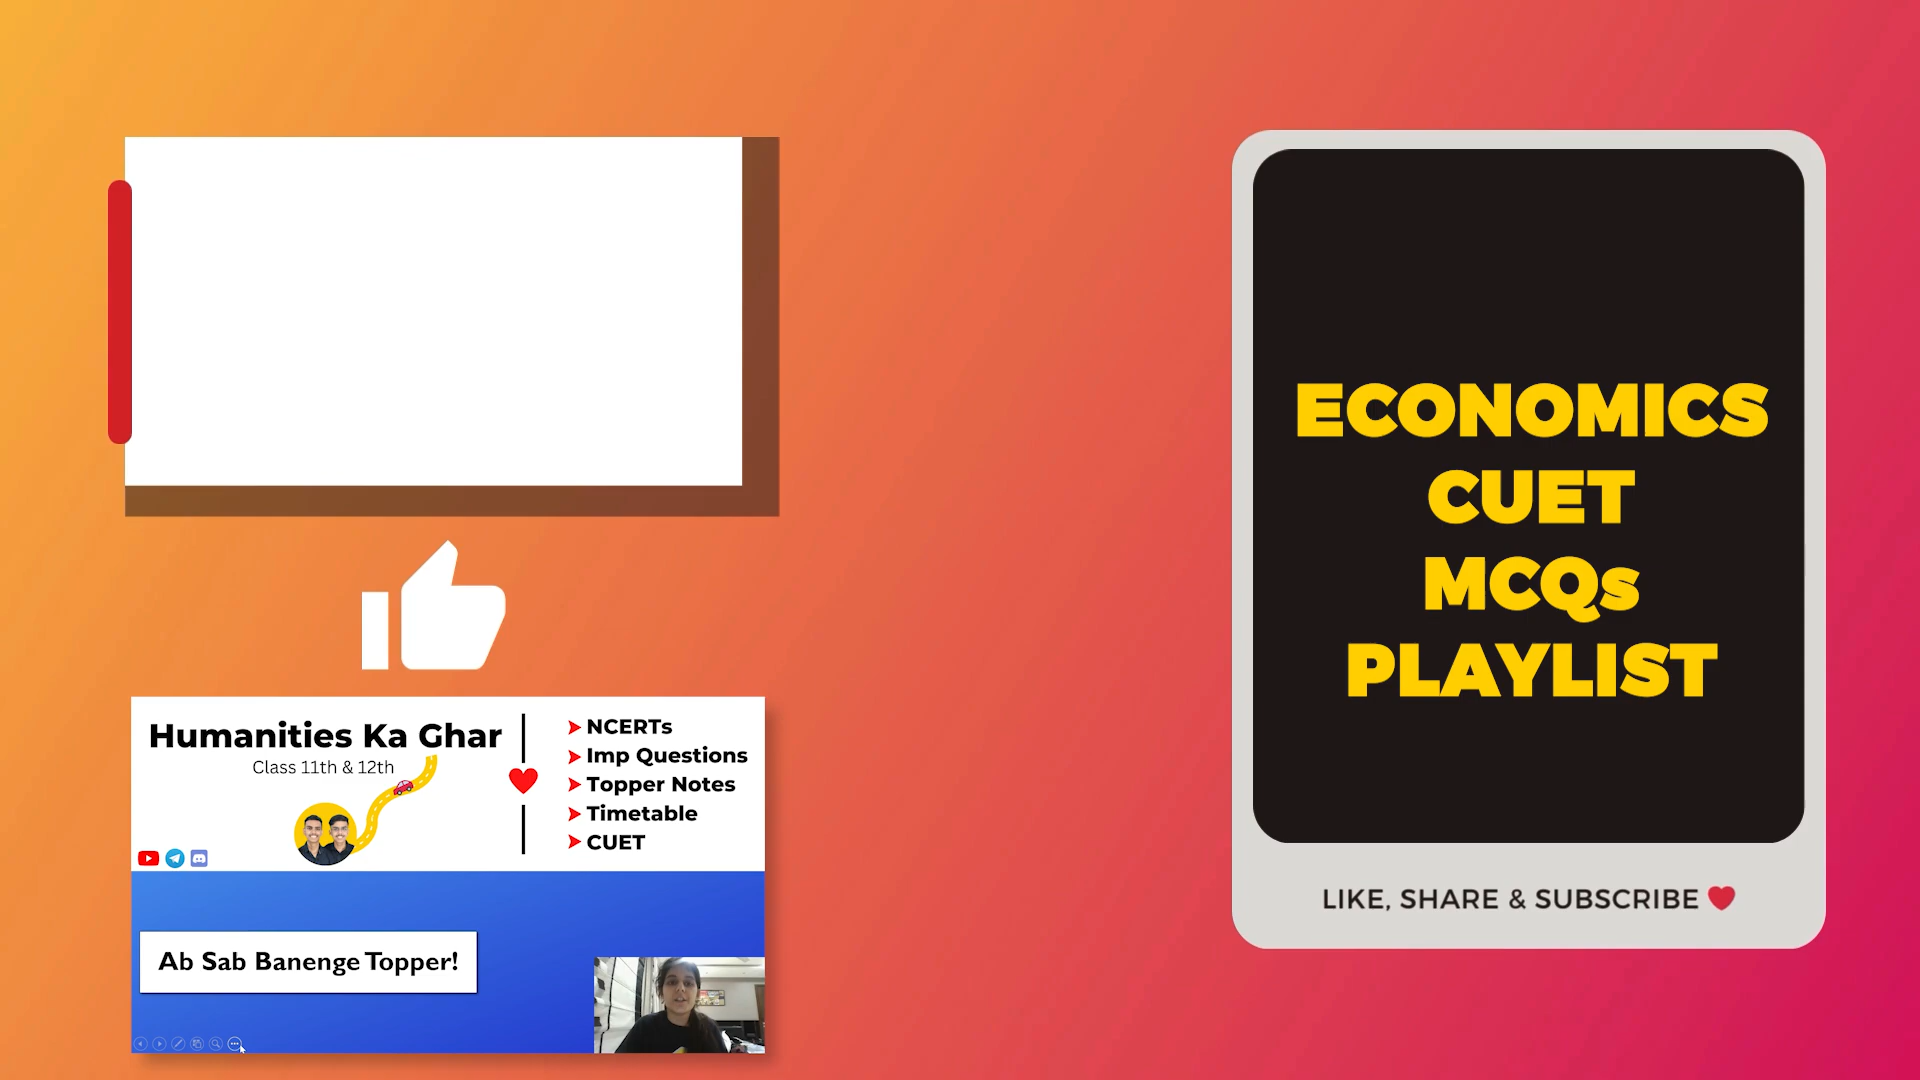 ECONOMICS
CUET
MCQs
PLAYLIST
LIKE, SHARE & SUBSCRIBE
Humanities Ka Ghar
Class 11th & 12th
NCERTs
Imp Questions
Topper Notes
Timetable
CUET
Ab Sab Banenge Topper!